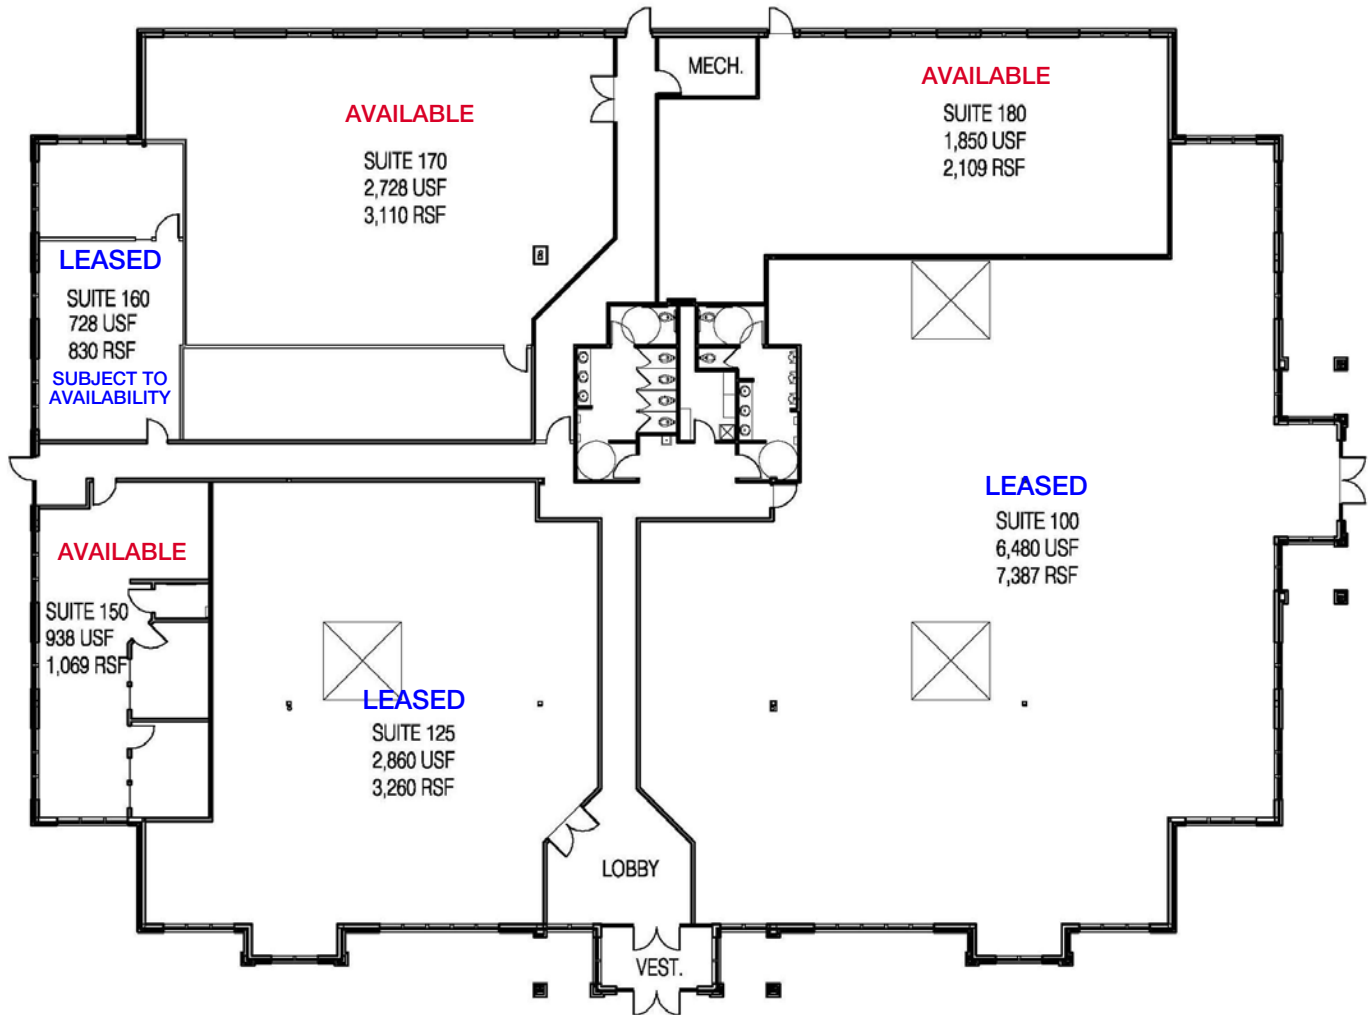 MECH.
AVAILABLE
SUITE 180
1,850 USF
2,109 RSF
AVAILABLE
SUITE 170
2,728 USF
3,110 RSF
LEASED
SUITE 160
728 USF
830 RSF
SUBJECT TO
AVAILABILITY
LEASED
SUITE 100
6,480 USF
7,387 RSF
AVAILABLE
SUITE 150
938 USF
1,069 RSF
LEASED
SUITE 125
2,860 USF
3,260 RSF
LOBBY
VEST.